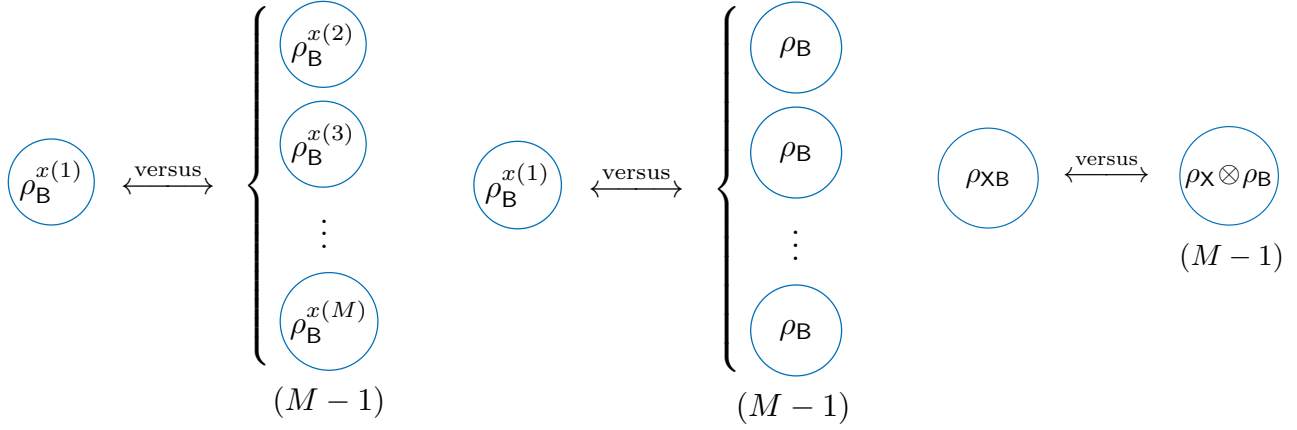 ρ_B^{x(1)} versus ρ_B^{x(2)}
ρ_B^{x(3)}
⋮
ρ_B^{x(M)}
(M − 1)
ρ_B^{x(1)} versus ρ_B
ρ_B
⋮
ρ_B
(M − 1)
ρ_XB versus ρ_X ⊗ ρ_B
(M − 1)